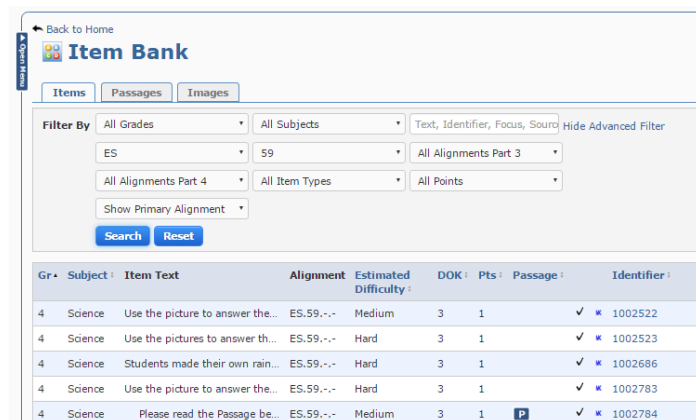 Back to Home
Open Menu
Item Bank
Items Passages Images
Filter By All Grades All Subjects Text, Identifier, Focus, Sourc Hide Advanced Filter
ES 59 All Alignments Part 3
All Alignments Part 4 All Item Types All Points
Show Primary Alignment
Search Reset
Gr Subject Item Text Alignment Estimated Difficulty DOK Pts Passage Identifier
4 Science Use the picture to answer the... ES.59.-.- Medium 3 1 1002522
4 Science Use the pictures to answer th... ES.59.-.- Hard 3 1 1002523
4 Science Students made their own rain... ES.59.-.- Hard 3 1 1002686
4 Science Use the picture to answer the... ES.59.-.- Hard 3 1 1002783
4 Science Please read the Passage be... ES.59.-.- Medium 3 1 P 1002784